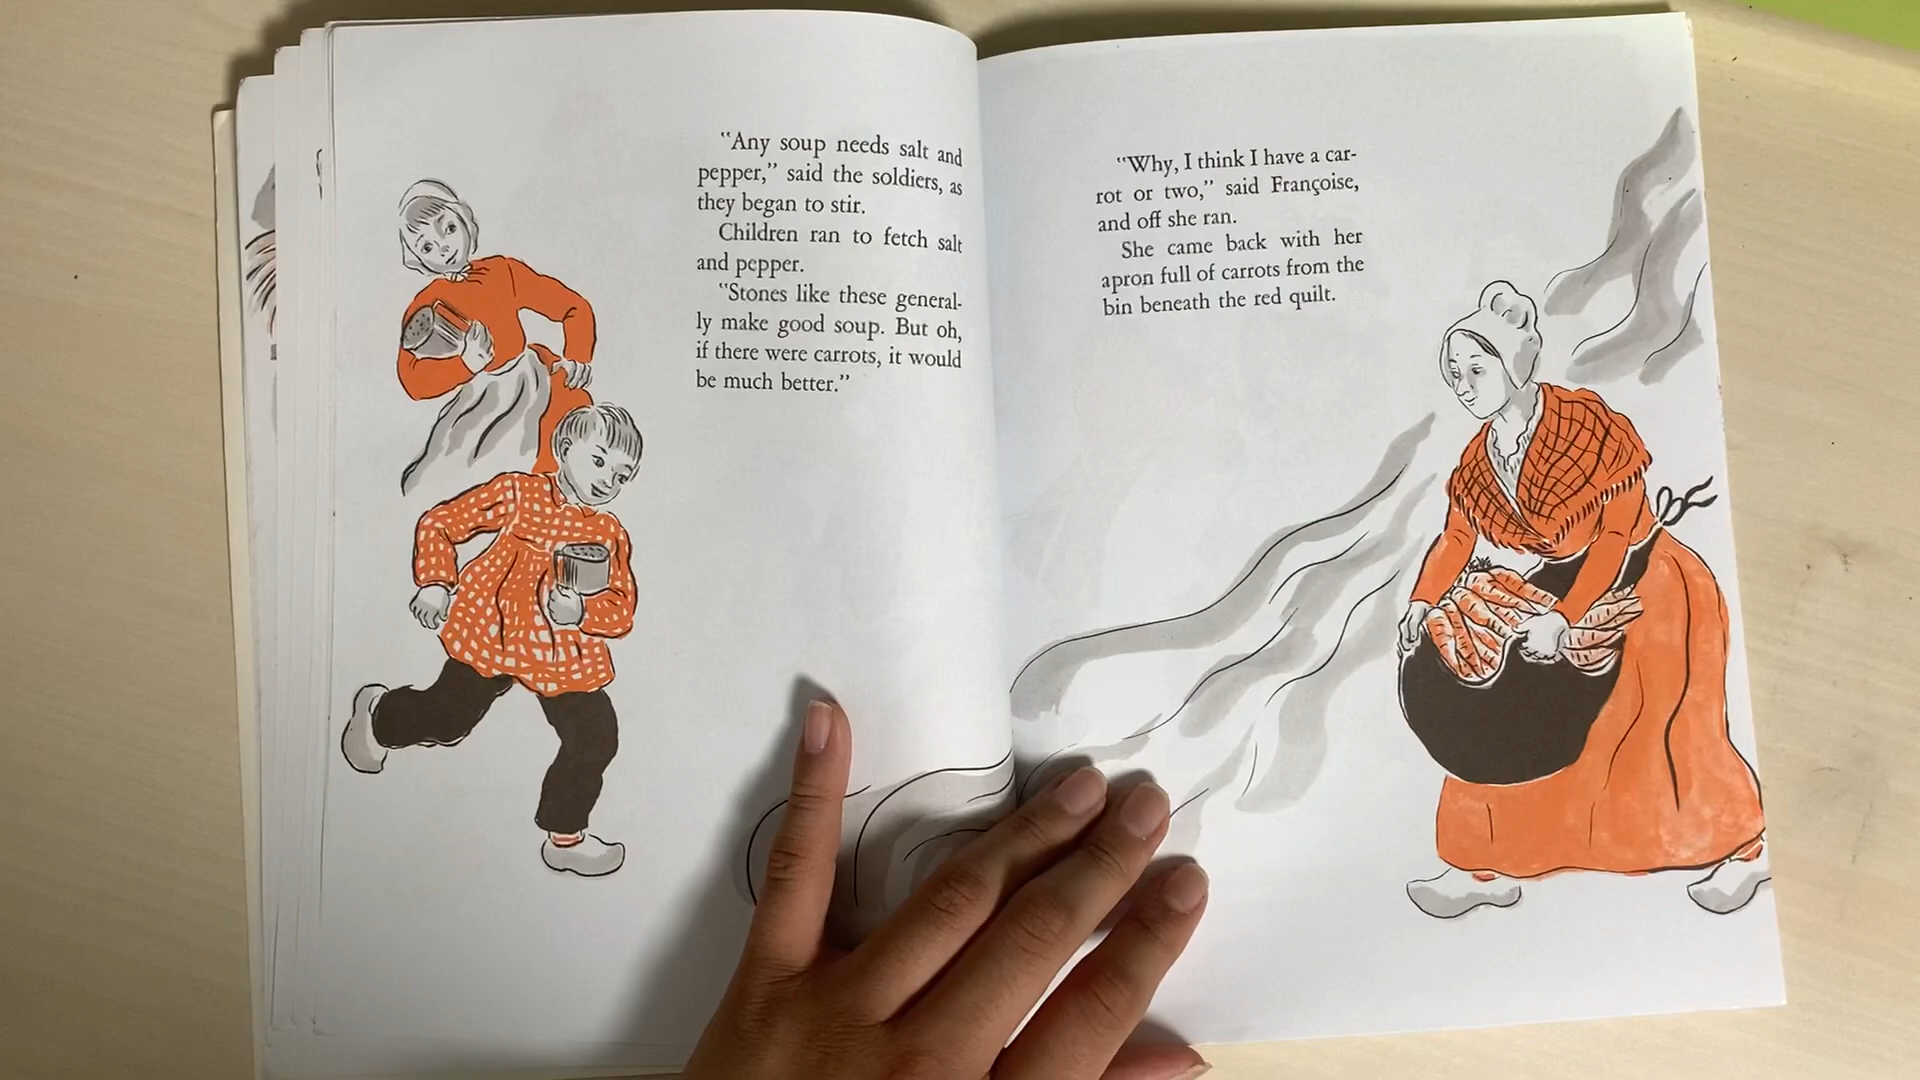 "Any soup needs salt and
pepper," said the soldiers, as
they began to stir.
Children ran to fetch salt
and pepper.
"Stones like these general-
ly make good soup. But oh,
if there were carrots, it would
be much better."
"Why, I think I have a car-
rot or two," said Françoise,
and off she ran.
She came back with her
apron full of carrots from the
bin beneath the red quilt.